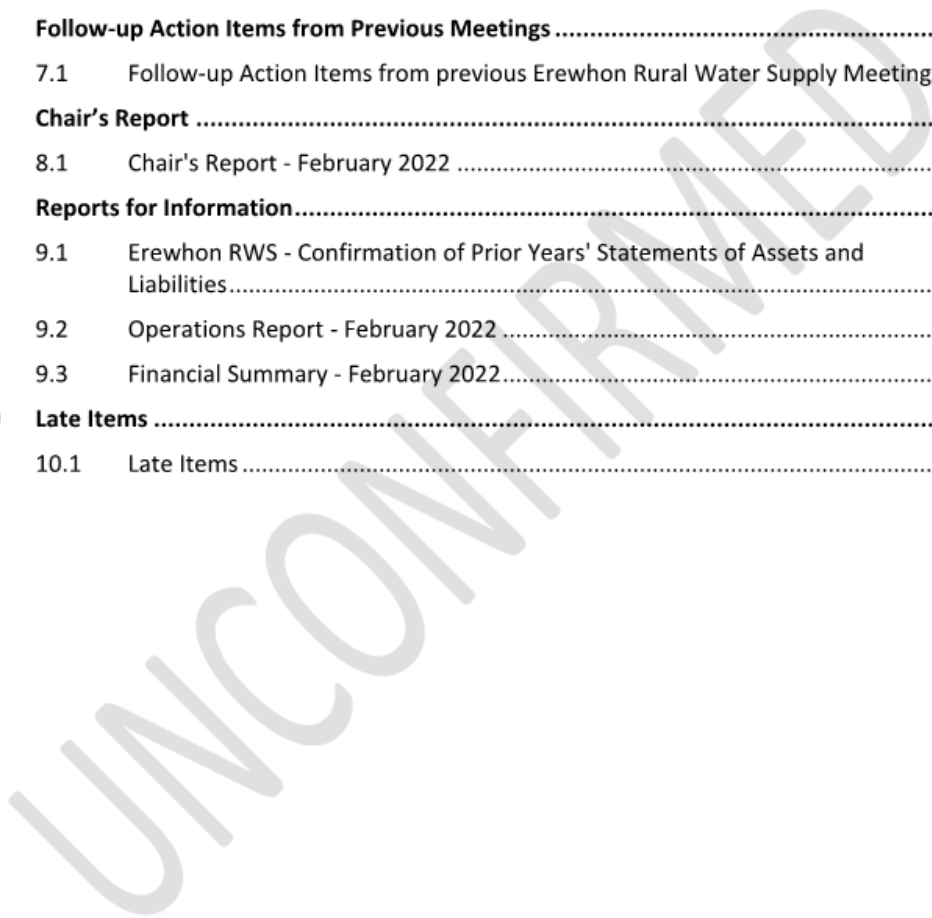 Follow-up Action Items from Previous Meetings ..........................................................
7.1 Follow-up Action Items from previous Erewhon Rural Water Supply Meeting
Chair’s Report ..........................................................
8.1 Chair's Report - February 2022 ..........................................................
Reports for Information..........................................................
9.1 Erewhon RWS - Confirmation of Prior Years' Statements of Assets and
Liabilities..........................................................
9.2 Operations Report - February 2022 ..........................................................
9.3 Financial Summary - February 2022..........................................................
Late Items ..........................................................
10.1 Late Items ..........................................................
UNCONFIRMED